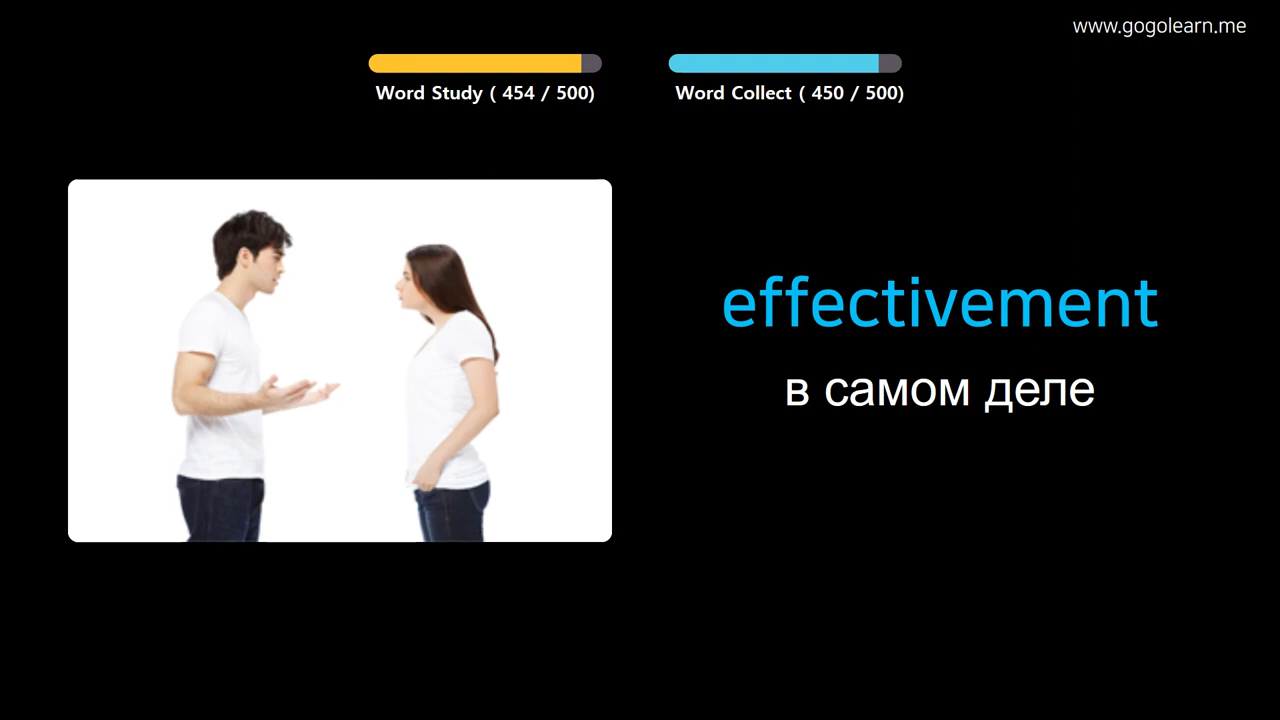 www.gogolearn.me
Word Study ( 454 / 500)
Word Collect ( 450 / 500)
effectivement
в самом деле